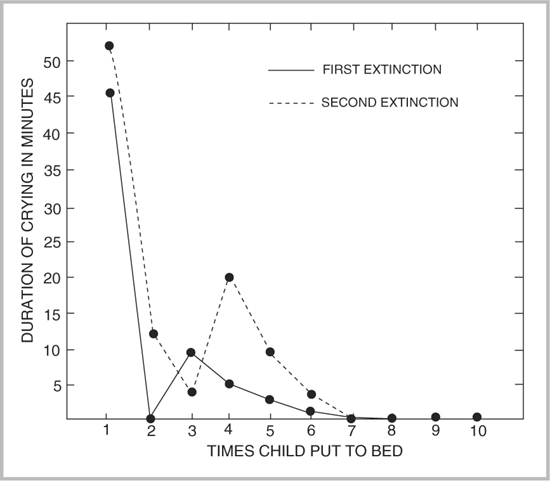 50
45
40
35
30
25
20
15
10
5
DURATION OF CRYING IN MINUTES
FIRST EXTINCTION
SECOND EXTINCTION
1 2 3 4 5 6 7 8 9 10
TIMES CHILD PUT TO BED